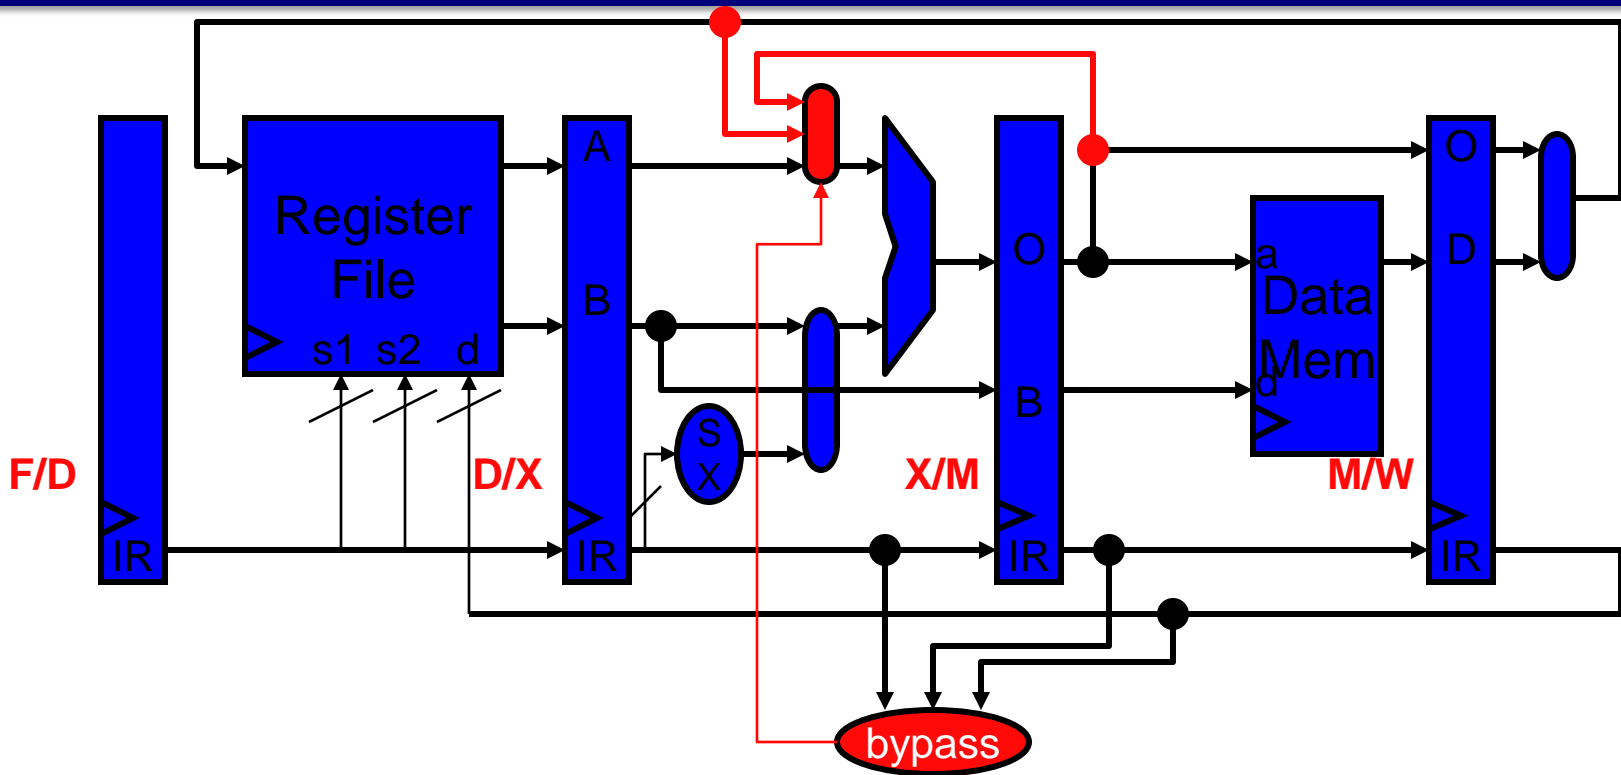 A
O
Register
File
a
O
D
B
Data
Mem
s1 s2 d
d
B
S
X
F/D
D/X
X/M
M/W
IR
IR
IR
IR
bypass